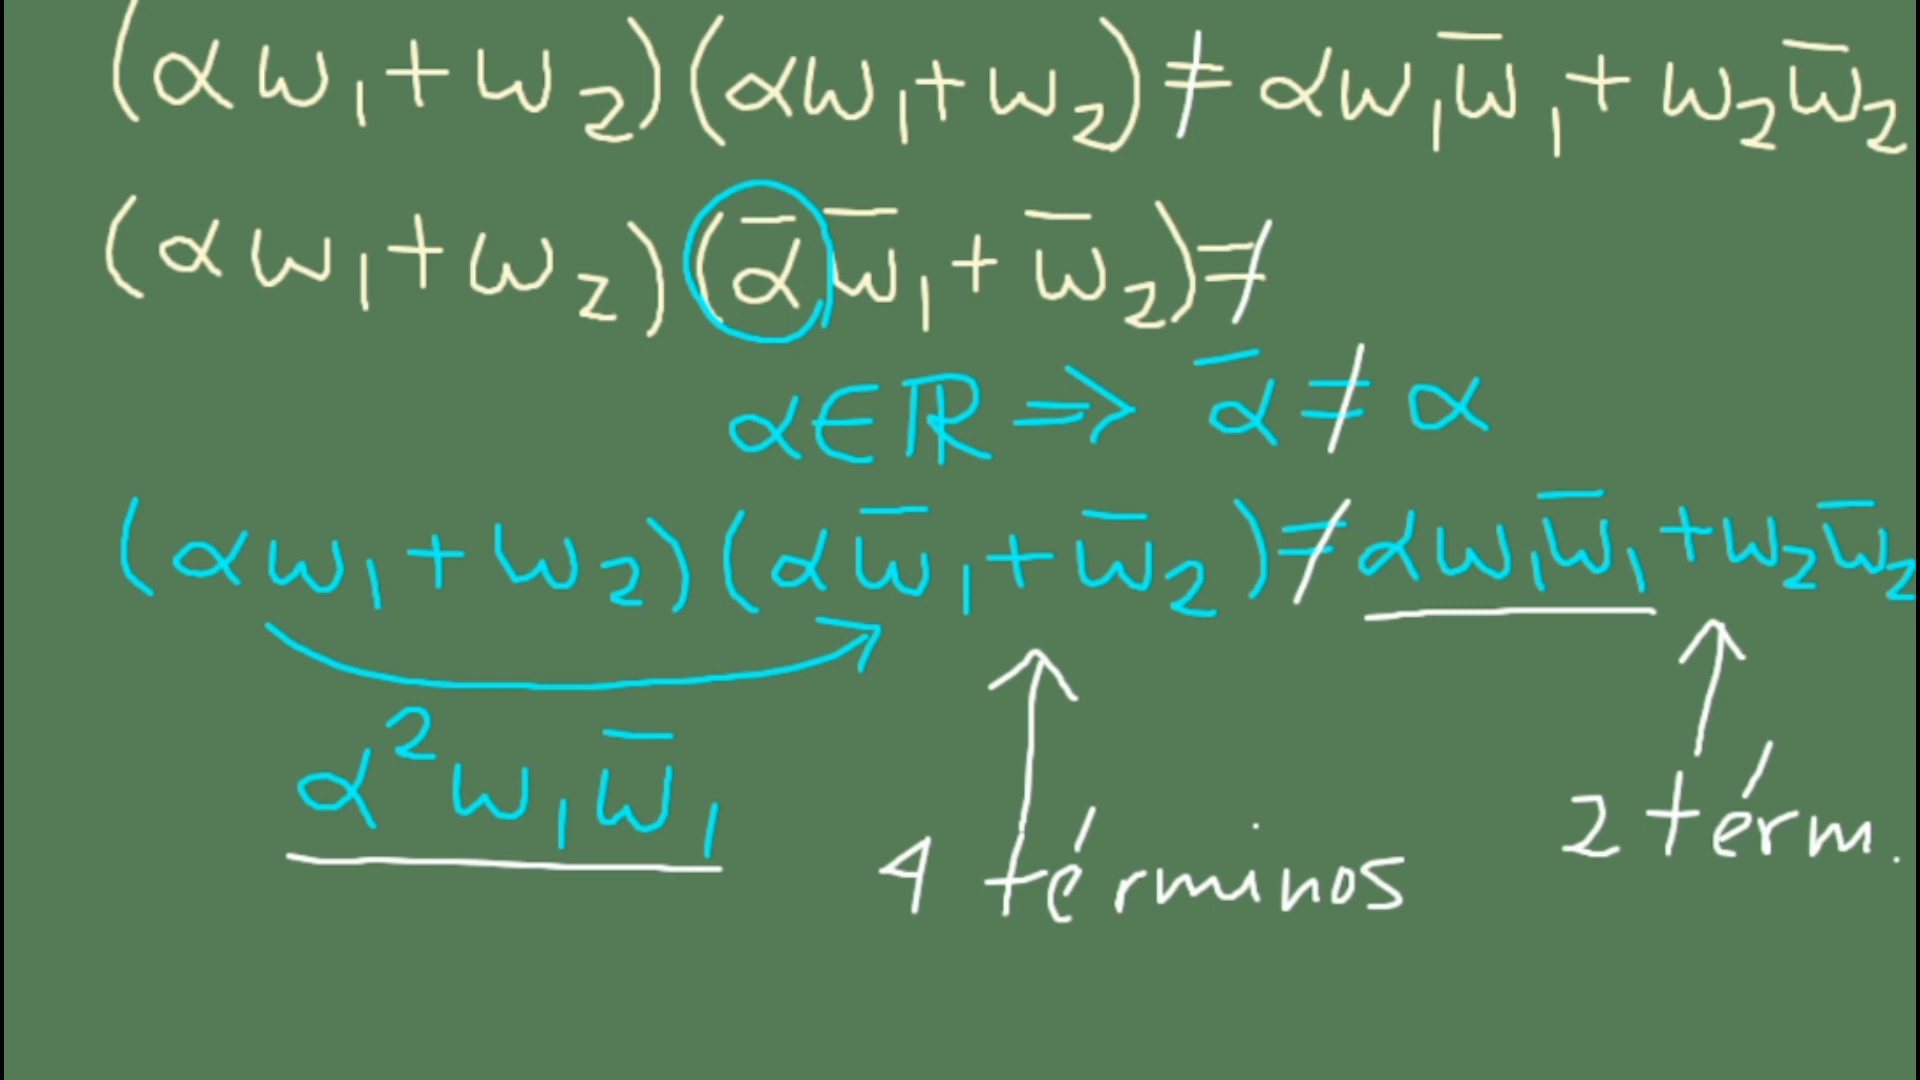 (αw₁+w₂)(αw₁+w₂)≠αw₁w̅₁+w₂w̅₂
(αw₁+w₂)(α̅w̅₁+w̅₂)≠
α∈ℝ⇒α̅≠α
(αw₁+w₂)(αw̅₁+w̅₂)≠αw₁w̅₁+w₂w̅₂
α²w₁w̅₁
4 términos
2 térm.